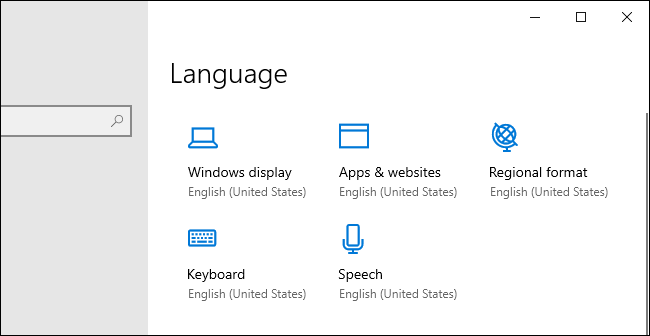 Language
Windows display
English (United States)
Apps & websites
English (United States)
Regional format
English (United States)
Keyboard
English (United States)
Speech
English (United States)